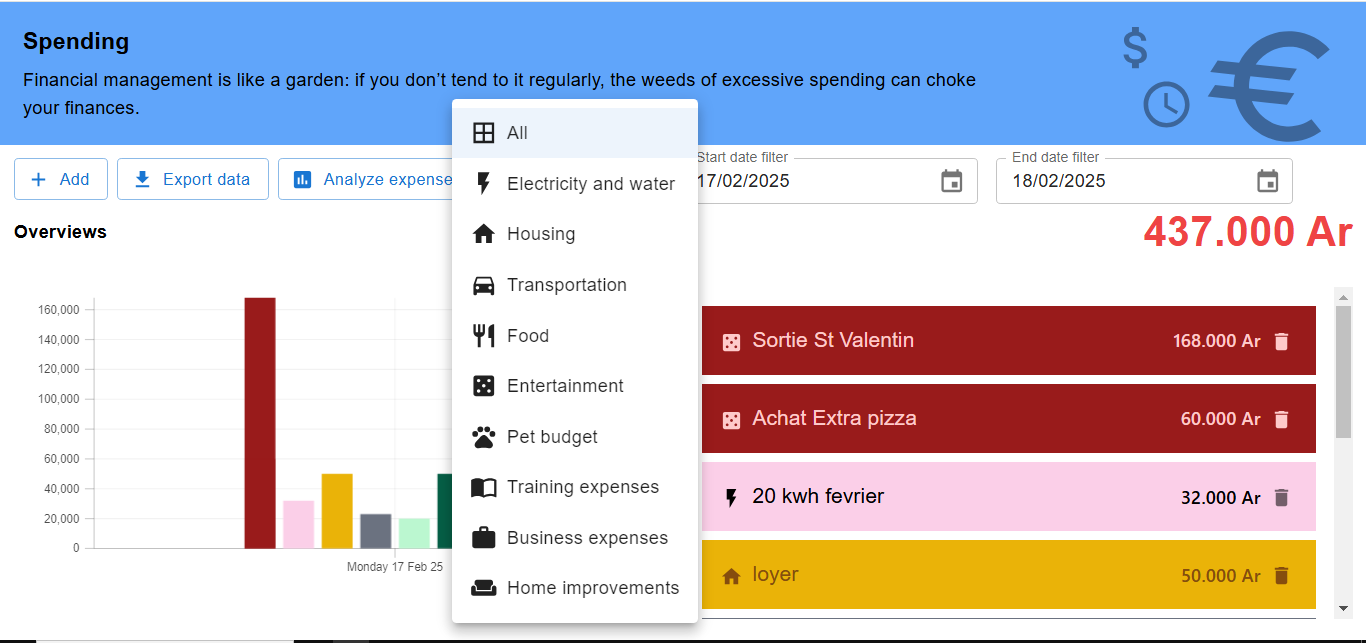 Spending
Financial management is like a garden: if you don’t tend to it regularly, the weeds of excessive spending can choke
your finances.
$
€
Add
Export data
Analyze expense
Start date filter
17/02/2025
End date filter
18/02/2025
Overviews
437.000 Ar
All
Electricity and water
Housing
Transportation
Food
Entertainment
Pet budget
Training expenses
Business expenses
Home improvements
160,000
140,000
120,000
100,000
80,000
60,000
40,000
20,000
0
Monday 17 Feb 25
Sortie St Valentin 168.000 Ar
Achat Extra pizza 60.000 Ar
20 kwh fevrier 32.000 Ar
loyer 50.000 Ar